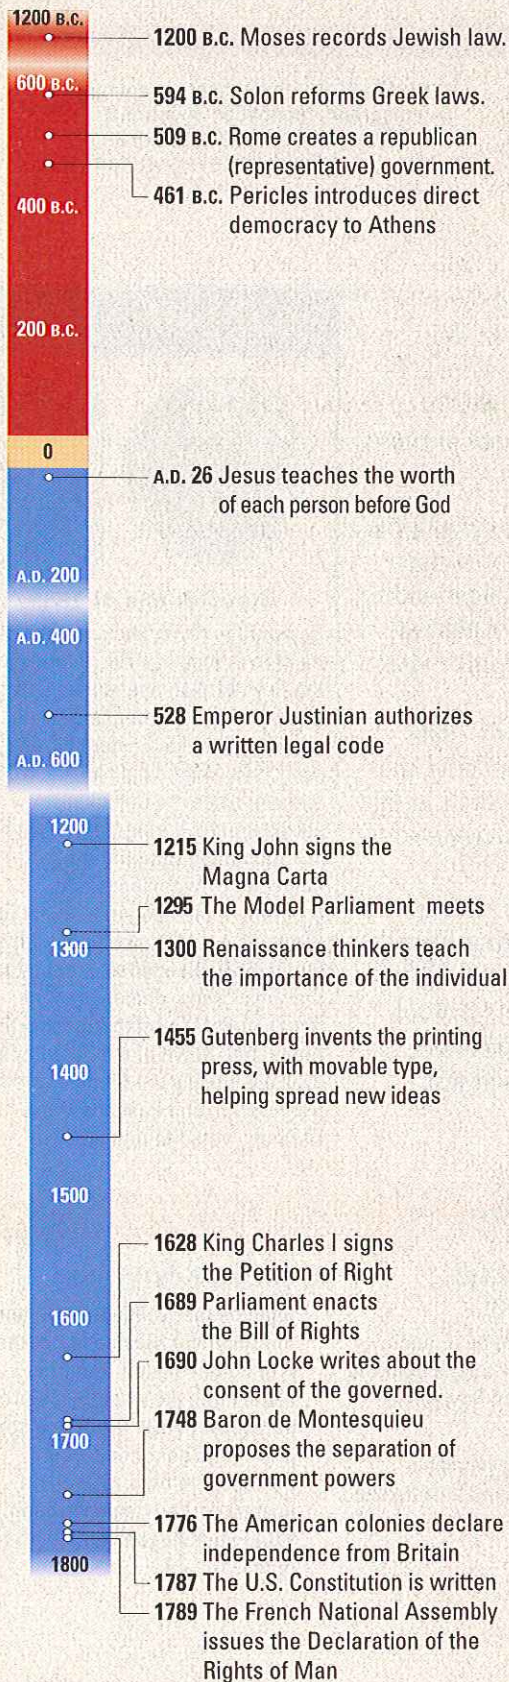 1200 B.C.
1200 B.C. Moses records Jewish law.
600 B.C.
594 B.C. Solon reforms Greek laws.
509 B.C. Rome creates a republican
(representative) government.
461 B.C. Pericles introduces direct
democracy to Athens
400 B.C.
200 B.C.
0
A.D. 26 Jesus teaches the worth
of each person before God
A.D. 200
A.D. 400
528 Emperor Justinian authorizes
a written legal code
A.D. 600
1200
1215 King John signs the
Magna Carta
1295 The Model Parliament meets
1300
1300 Renaissance thinkers teach
the importance of the individual
1455 Gutenberg invents the printing
press, with movable type,
helping spread new ideas
1400
1500
1628 King Charles I signs
the Petition of Right
1600
1689 Parliament enacts
the Bill of Rights
1690 John Locke writes about the
consent of the governed.
1700
1748 Baron de Montesquieu
proposes the separation of
government powers
1776 The American colonies declare
independence from Britain
1800
1787 The U.S. Constitution is written
1789 The French National Assembly
issues the Declaration of the
Rights of Man